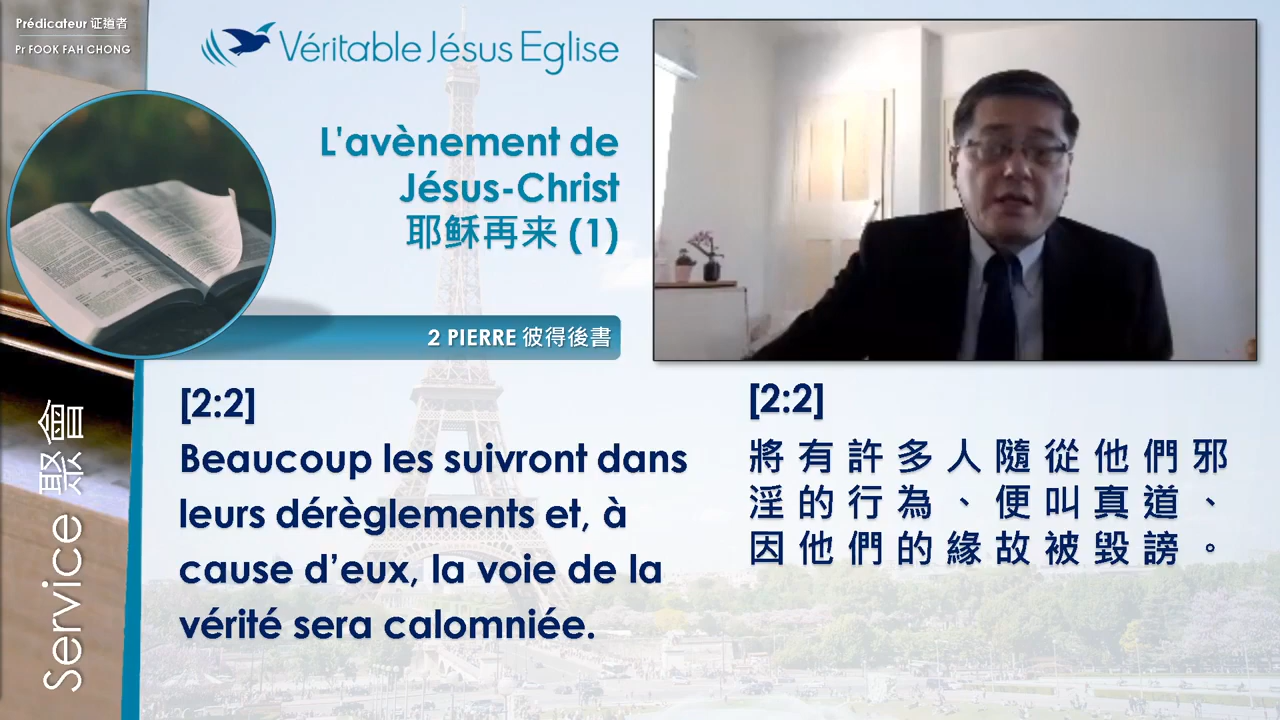 Prédicateur 证道者
Pr FOOK FAH CHONG
Véritable Jésus Eglise
L'avènement de
Jésus-Christ
耶稣再来 (1)
2 PIERRE 彼得後書
Service 聚會
[2:2]
Beaucoup les suivront dans
leurs dérèglements et, à
cause d’eux, la voie de la
vérité sera calomniée.
[2:2]
將有許多人隨從他們邪
淫的行為、便叫真道、
因他們的緣故被毀謗。